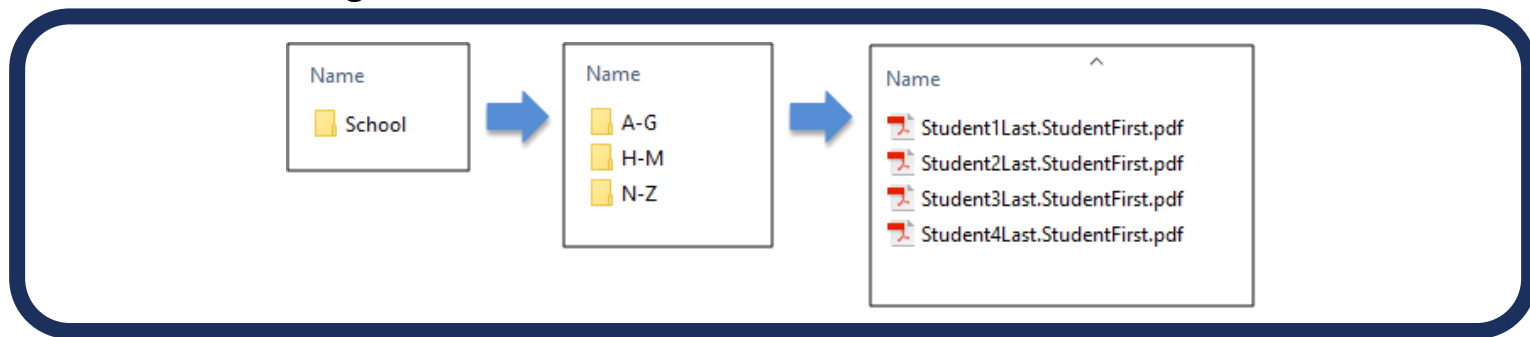 Name
School
Name
A-G
H-M
N-Z
Name
Student1Last.StudentFirst.pdf
Student2Last.StudentFirst.pdf
Student3Last.StudentFirst.pdf
Student4Last.StudentFirst.pdf